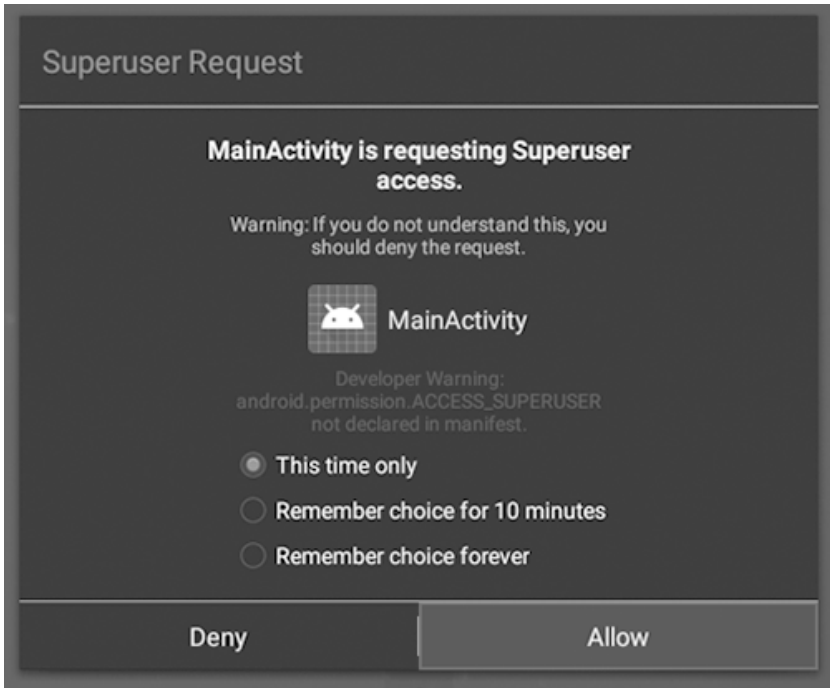 Superuser Request
MainActivity is requesting Superuser
access.
Warning: If you do not understand this, you
should deny the request.
MainActivity
Developer Warning:
android.permission.ACCESS_SUPERUSER
not declared in manifest.
This time only
Remember choice for 10 minutes
Remember choice forever
Deny
Allow